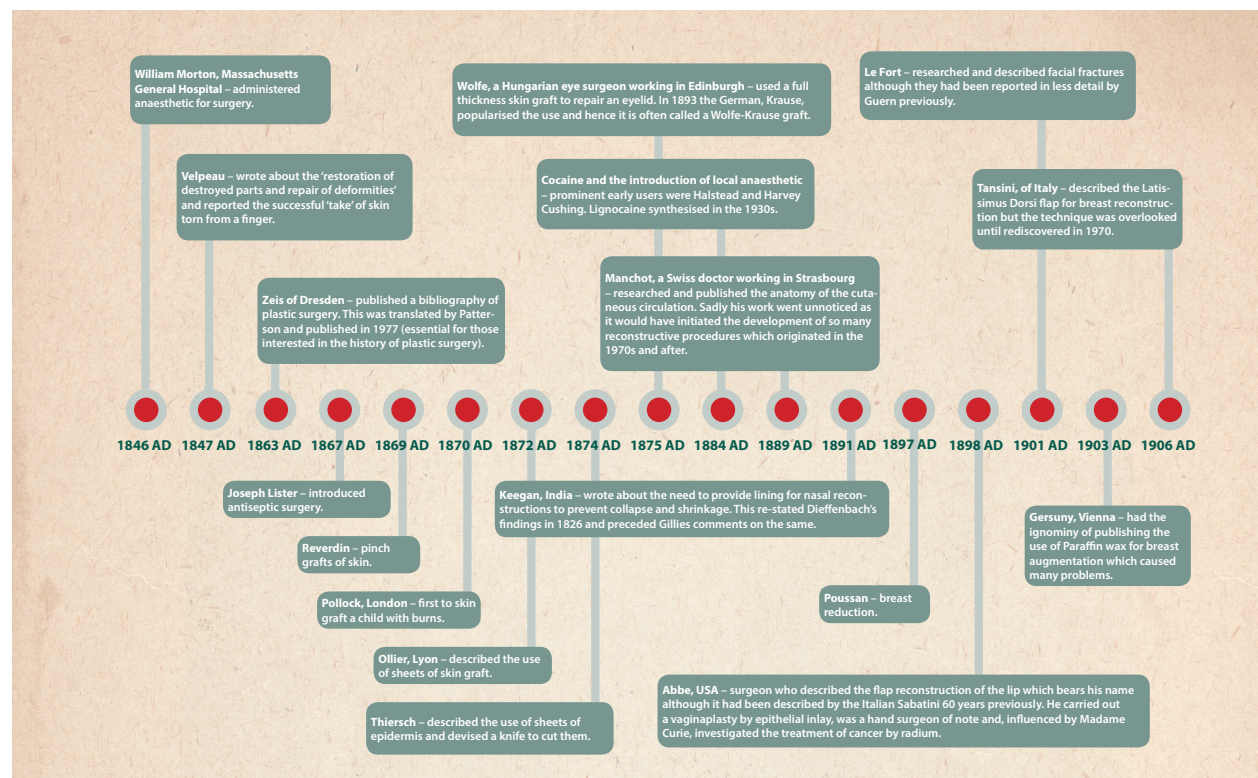 William Morton, Massachusetts
General Hospital – administered
anaesthetic for surgery.
Velpeau – wrote about the ‘restoration of
destroyed parts and repair of deformities’
and reported the successful ‘take’ of skin
torn from a finger.
Zeis of Dresden – published a bibliography of
plastic surgery. This was translated by Patter-
son and published in 1977 (essential for those
interested in the history of plastic surgery).
Wolfe, a Hungarian eye surgeon working in Edinburgh – used a full
thickness skin graft to repair an eyelid. In 1893 the German, Krause,
popularised the use and hence it is often called a Wolfe-Krause graft.
Cocaine and the introduction of local anaesthetic
– prominent early users were Halstead and Harvey
Cushing. Lignocaine synthesised in the 1930s.
Manchot, a Swiss doctor working in Strasbourg
– researched and published the anatomy of the cuta-
neous circulation. Sadly his work went unnoticed as
it would have initiated the development of so many
reconstructive procedures which originated in the
1970s and after.
Le Fort – researched and described facial fractures
although they had been reported in less detail by
Guern previously.
Tansini, of Italy – described the Latis-
simus Dorsi flap for breast reconstruc-
tion but the technique was overlooked
until rediscovered in 1970.
1846 AD 1847 AD 1863 AD 1867 AD 1869 AD 1870 AD 1872 AD 1874 AD 1875 AD 1884 AD 1889 AD 1891 AD 1897 AD 1898 AD 1901 AD 1903 AD 1906 AD
Joseph Lister – introduced
antiseptic surgery.
Reverdin – pinch
grafts of skin.
Pollock, London – first to skin
graft a child with burns.
Ollier, Lyon – described the use
of sheets of skin graft.
Thiersch – described the use of sheets of
epidermis and devised a knife to cut them.
Keegan, India – wrote about the need to provide lining for nasal recon-
structions to prevent collapse and shrinkage. This re-stated Dieffenbach’s
findings in 1826 and preceded Gillies comments on the same.
Poussan – breast
reduction.
Abbe, USA – surgeon who described the flap reconstruction of the lip which bears his name
although it had been described by the Italian Sabatini 60 years previously. He carried out
a vaginaplasty by epithelial inlay, was a hand surgeon of note and, influenced by Madame
Curie, investigated the treatment of cancer by radium.
Gersuny, Vienna – had the
ignominy of publishing the
use of Paraffin wax for breast
augmentation which caused
many problems.